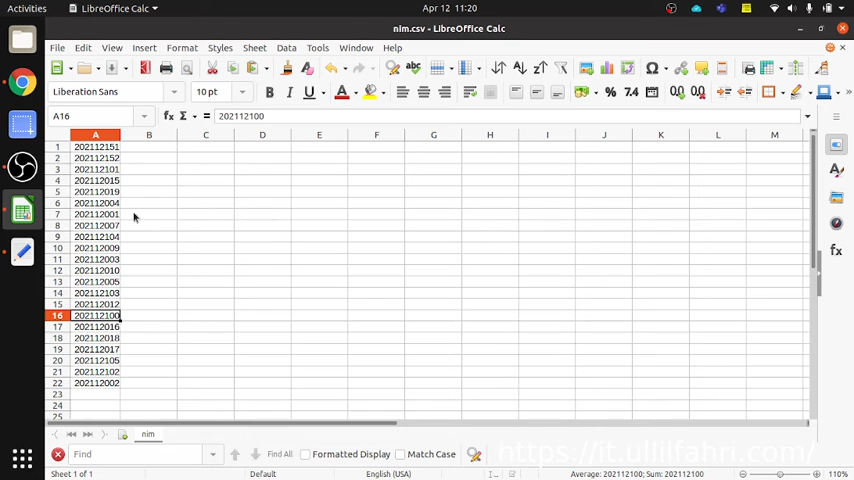 Activities LibreOffice Calc Apr 12 11:20
nim.csv - LibreOffice Calc
File Edit View Insert Format Styles Sheet Data Tools Window Help
Liberation Sans 10 pt B I U A % 7.4 0.0
A16 fx Σ = 202112100
A B C D E F G H I J K L M
1 202112151
2 202112152
3 202112101
4 202112015
5 202112019
6 202112004
7 202112001
8 202112007
9 202112104
10 202112009
11 202112003
12 202112010
13 202112005
14 202112103
15 202112012
16 202112100
17 202112016
18 202112018
19 202112017
20 202112105
21 202112102
22 202112002
23
24
25
nim
Find Find All Formatted Display Match Case
https://it.ulilfahri.com/
Sheet 1 of 1 Default English (USA) Average: 202112100; Sum: 202112100 110%